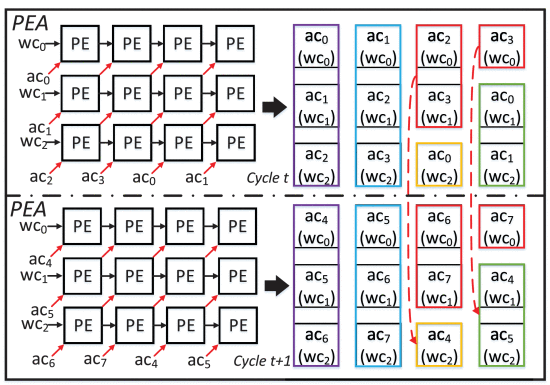 PEA
wc₀ PE PE PE PE
ac₀
wc₁ PE PE PE PE
ac₁
wc₂ PE PE PE PE
ac₂ ac₃ ac₀ ac₁ Cycle t
ac₀ ac₁ ac₂ ac₃
(wc₀) (wc₀) (wc₀) (wc₀)
ac₁ ac₂ ac₃ ac₀
(wc₁) (wc₁) (wc₁) (wc₁)
ac₂ ac₃ ac₀ ac₁
(wc₂) (wc₂) (wc₂) (wc₂)
PEA
wc₀ PE PE PE PE
ac₄
wc₁ PE PE PE PE
ac₅
wc₂ PE PE PE PE
ac₆ ac₇ ac₄ ac₅ Cycle t+1
ac₄ ac₅ ac₆ ac₇
(wc₀) (wc₀) (wc₀) (wc₀)
ac₅ ac₆ ac₇ ac₄
(wc₁) (wc₁) (wc₁) (wc₁)
ac₆ ac₇ ac₄ ac₅
(wc₂) (wc₂) (wc₂) (wc₂)